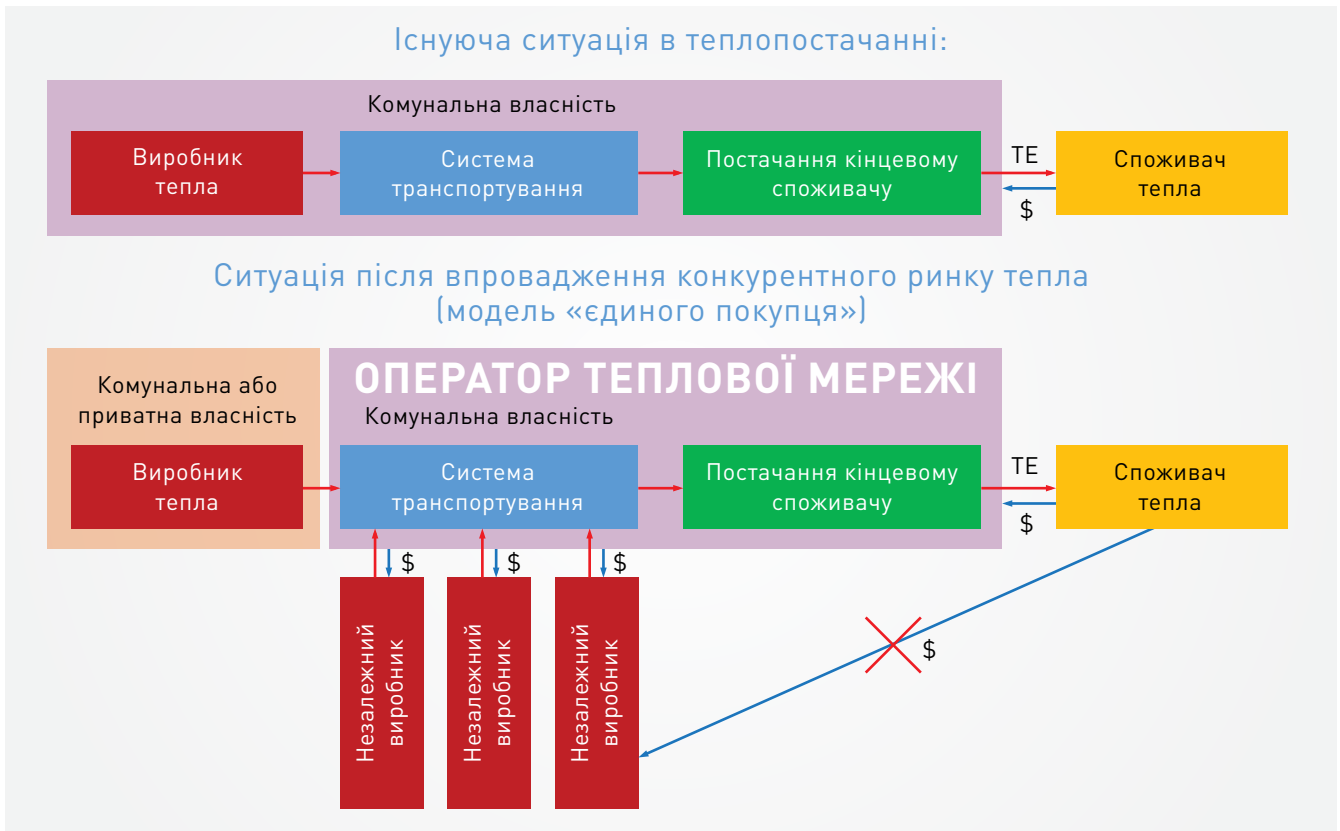 Існуюча ситуація в теплопостачанні:
Комунальна власність
Виробник
тепла
Система
транспортування
Постачання кінцевому
споживачу
ТЕ
$
Споживач
тепла
Ситуація після впровадження конкурентного ринку тепла
(модель «єдиного покупця»)
Комунальна або
приватна власність
ОПЕРАТОР ТЕПЛОВОЇ МЕРЕЖІ
Комунальна власність
Виробник
тепла
Система
транспортування
Постачання кінцевому
споживачу
ТЕ
$
Споживач
тепла
$
$
$
Незалежний
виробник
Незалежний
виробник
Незалежний
виробник
$